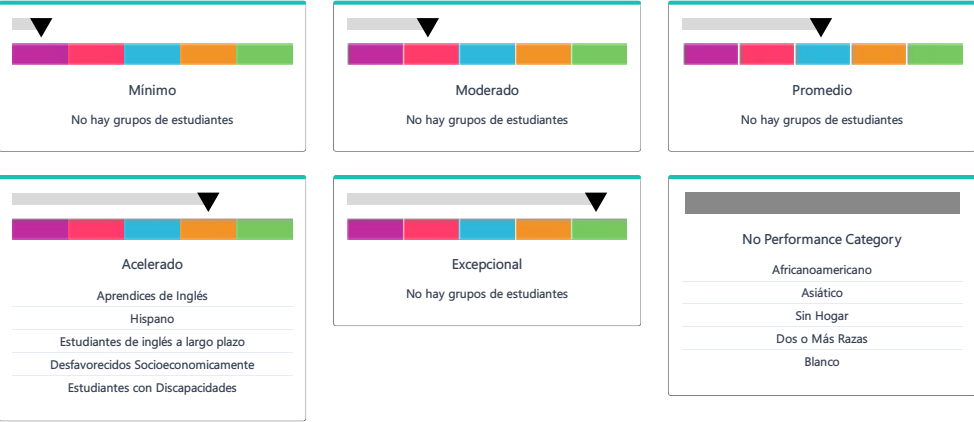 Mínimo
No hay grupos de estudiantes
Moderado
No hay grupos de estudiantes
Promedio
No hay grupos de estudiantes
Acelerado
Aprendices de Inglés
Hispano
Estudiantes de inglés a largo plazo
Desfavorecidos Socioeconomicamente
Estudiantes con Discapacidades
Excepcional
No hay grupos de estudiantes
No Performance Category
Africanoamericano
Asiático
Sin Hogar
Dos o Más Razas
Blanco